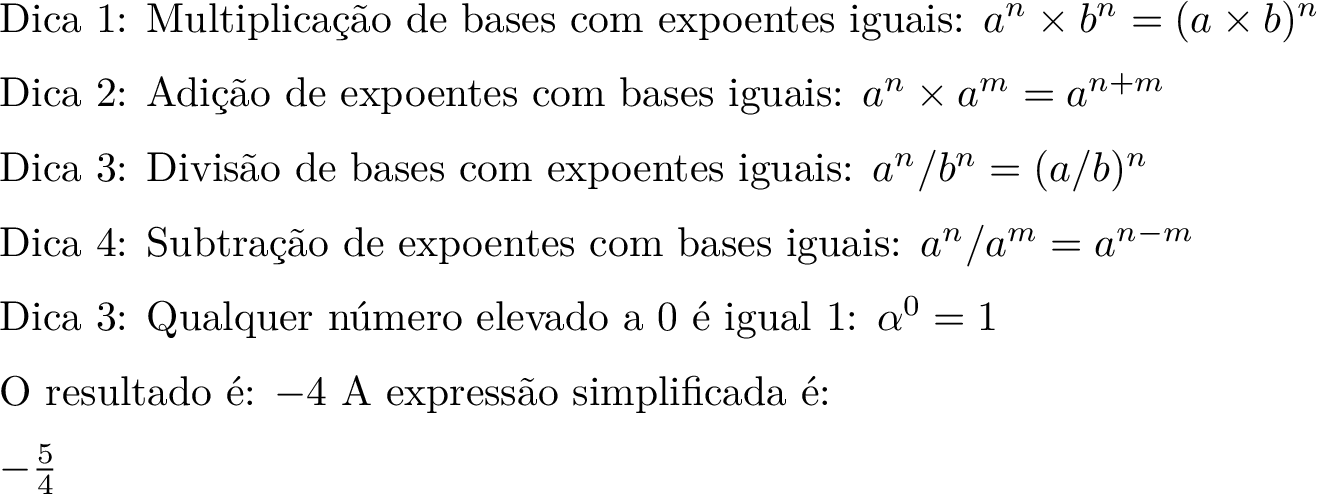 Dica 1: Multiplicação de bases com expoentes iguais: $a^n \times b^n = (a \times b)^n$
Dica 2: Adição de expoentes com bases iguais: $a^n \times a^m = a^{n+m}$
Dica 3: Divisão de bases com expoentes iguais: $a^n/b^n = (a/b)^n$
Dica 4: Subtração de expoentes com bases iguais: $a^n/a^m = a^{n-m}$
Dica 3: Qualquer número elevado a 0 é igual 1: $\alpha^0 = 1$
O resultado é: $-4$ A expressão simplificada é:
$-\frac{5}{4}$